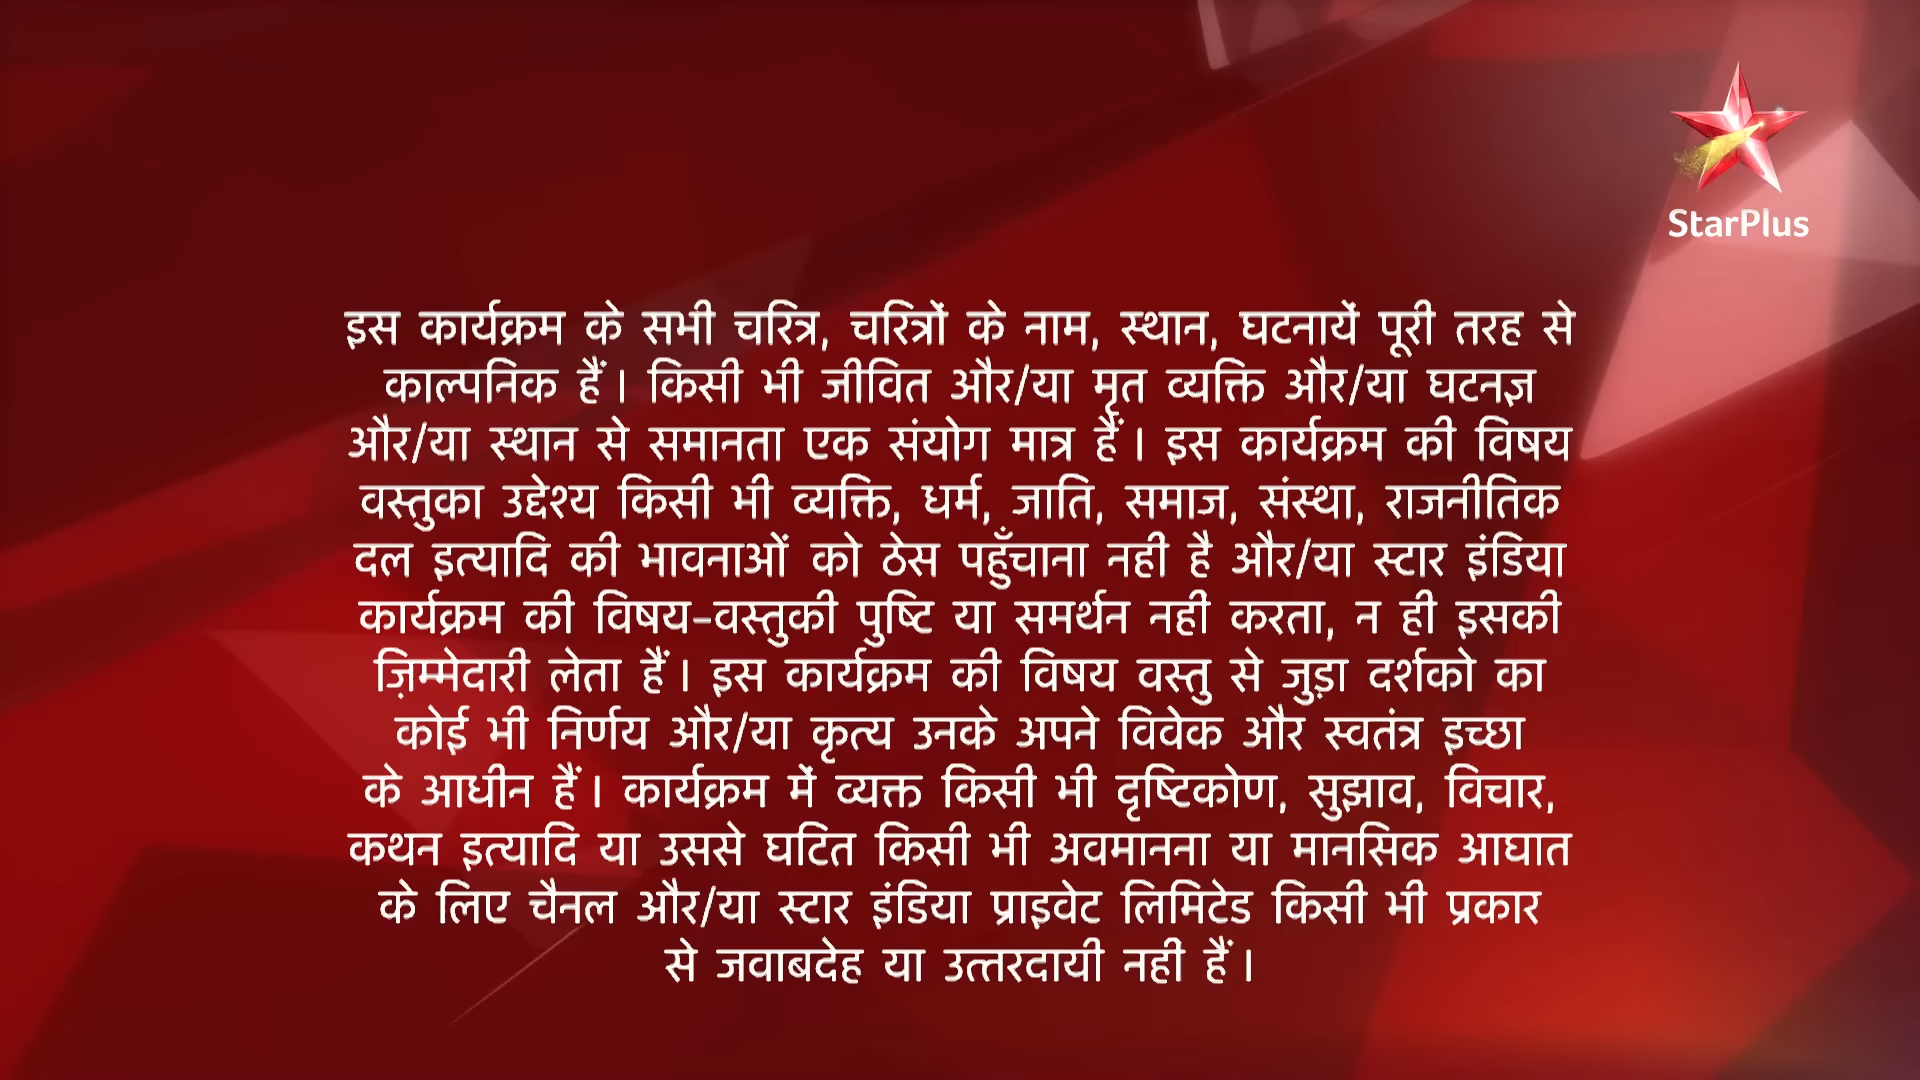 StarPlus
इस कार्यक्रम के सभी चरित्र, चरित्रों के नाम, स्थान, घटनायें पूरी तरह से
काल्पनिक हैं। किसी भी जीवित और/या मृत व्यक्ति और/या घटनज्ञ
और/या स्थान से समानता एक संयोग मात्र हैं। इस कार्यक्रम की विषय
वस्तुका उद्देश्य किसी भी व्यक्ति, धर्म, जाति, समाज, संस्था, राजनीतिक
दल इत्यादि की भावनाओं को ठेस पहुँचाना नही है और/या स्टार इंडिया
कार्यक्रम की विषय-वस्तुकी पुष्टि या समर्थन नही करता, न ही इसकी
ज़िम्मेदारी लेता हैं। इस कार्यक्रम की विषय वस्तु से जुड़ा दर्शको का
कोई भी निर्णय और/या कृत्य उनके अपने विवेक और स्वतंत्र इच्छा
के आधीन हैं। कार्यक्रम में व्यक्त किसी भी दृष्टिकोण, सुझाव, विचार,
कथन इत्यादि या उससे घटित किसी भी अवमानना या मानसिक आघात
के लिए चैनल और/या स्टार इंडिया प्राइवेट लिमिटेड किसी भी प्रकार
से जवाबदेह या उत्तरदायी नही हैं।